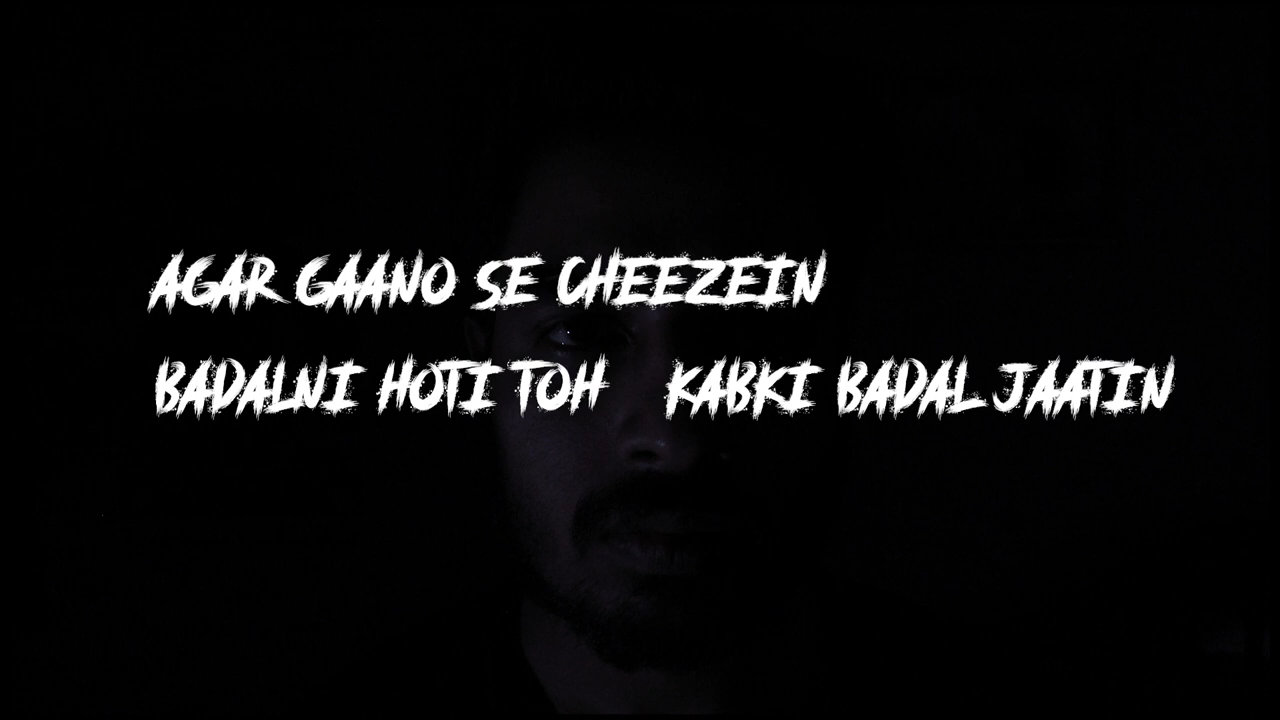 AGAR GAANO SE CHEEZEIN
BADALNI HOTI TOH KABKI BADAL JAATIN